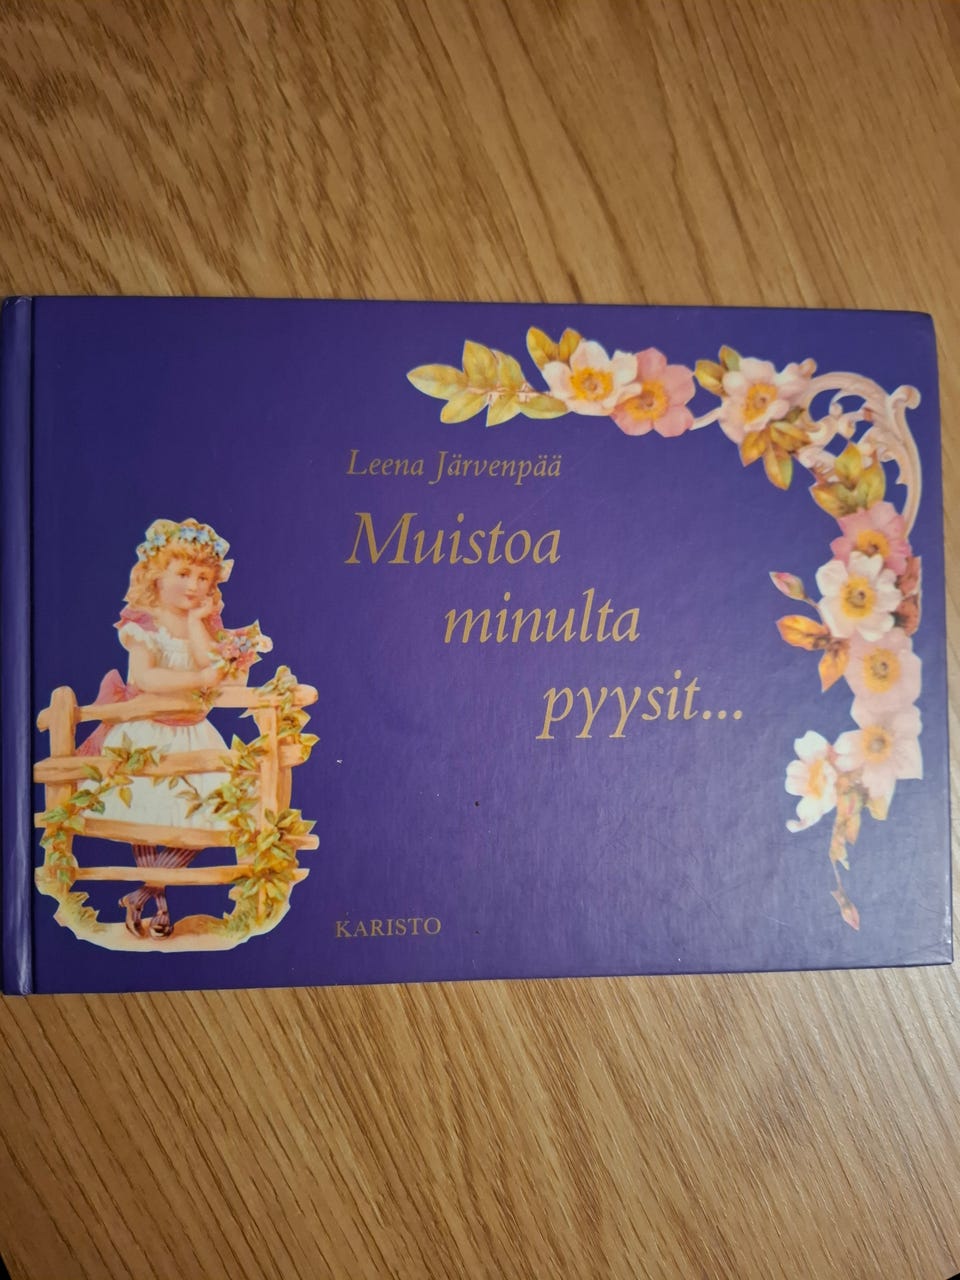 Leena Järvenpää
Muistoa
minulta
pyysit...
KARISTO